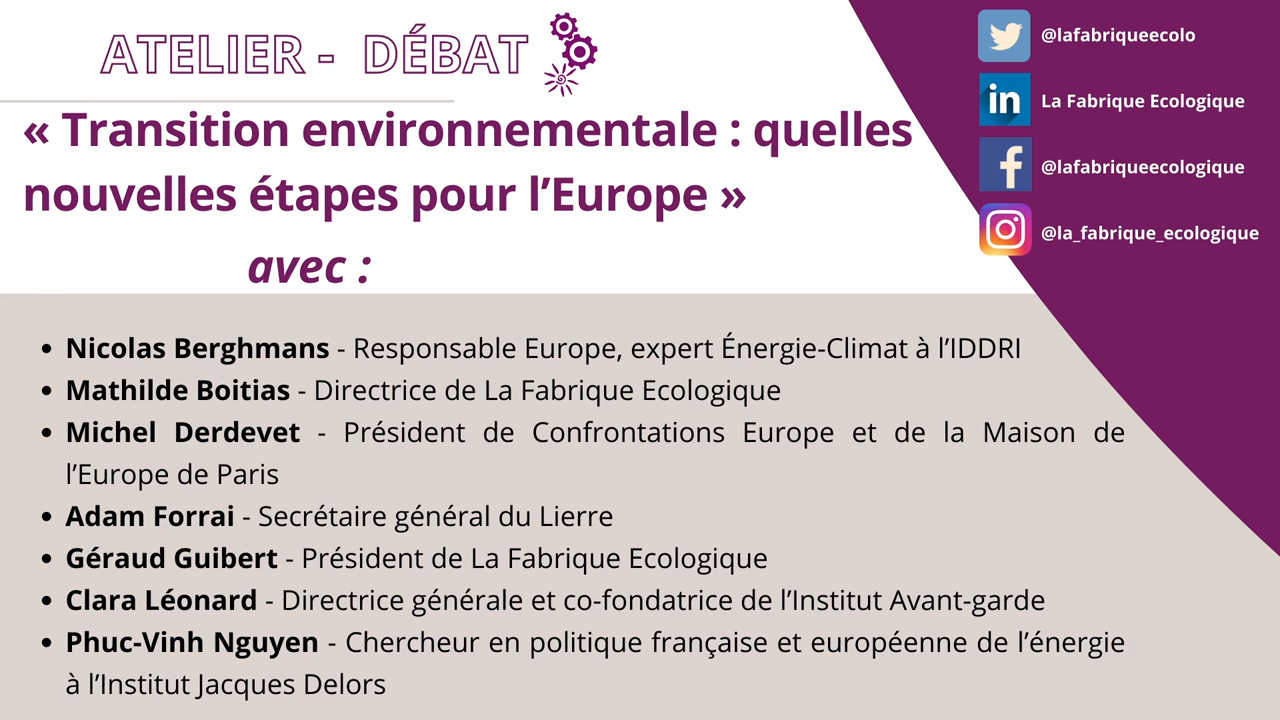 ATELIER - DÉBAT
« Transition environnementale : quelles
nouvelles étapes pour l’Europe »
avec :
@lafabriqueecolo
in
La Fabrique Ecologique
f
@lafabriqueecologique
@la_fabrique_ecologique
• Nicolas Berghmans - Responsable Europe, expert Énergie-Climat à l’IDDRI
• Mathilde Boitias - Directrice de La Fabrique Ecologique
• Michel Derdevet - Président de Confrontations Europe et de la Maison de
l’Europe de Paris
• Adam Forrai - Secrétaire général du Lierre
• Géraud Guibert - Président de La Fabrique Ecologique
• Clara Léonard - Directrice générale et co-fondatrice de l’Institut Avant-garde
• Phuc-Vinh Nguyen - Chercheur en politique française et européenne de l’énergie
à l’Institut Jacques Delors